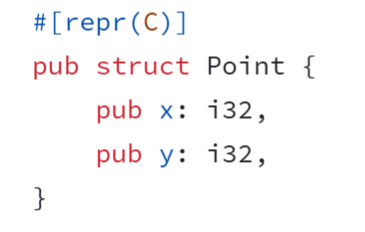 #[repr(C)]
pub struct Point {
    pub x: i32,
    pub y: i32,
}